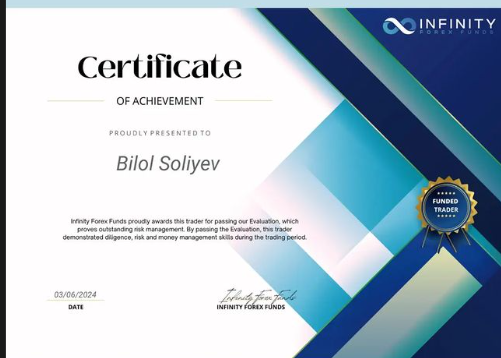 INFINITY
FOREX FUNDS
Certificate
OF ACHIEVEMENT
PROUDLY PRESENTED TO
Bilol Soliyev
FUNDED
TRADER
Infinity Forex Funds proudly awards this trader for passing our Evaluation, which
proves outstanding risk management. By passing the Evaluation, this trader
demonstrated diligence, risk and money management skills during the trading period.
03/06/2024
DATE
Infinity Forex Funds
INFINITY FOREX FUNDS